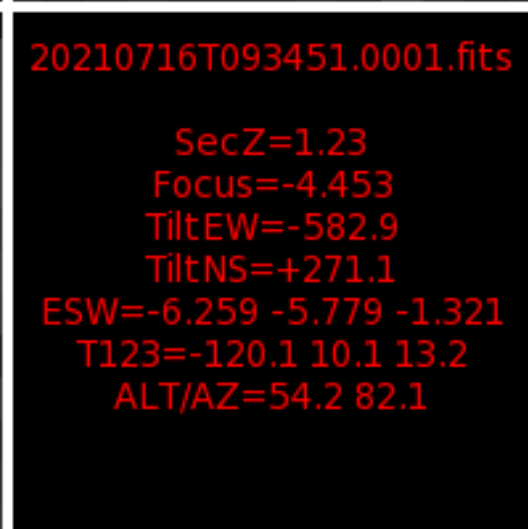 20210716T093451.0001.fits
SecZ=1.23
Focus=-4.453
TiltEW=-582.9
TiltNS=+271.1
ESW=-6.259 -5.779 -1.321
T123=-120.1 10.1 13.2
ALT/AZ=54.2 82.1